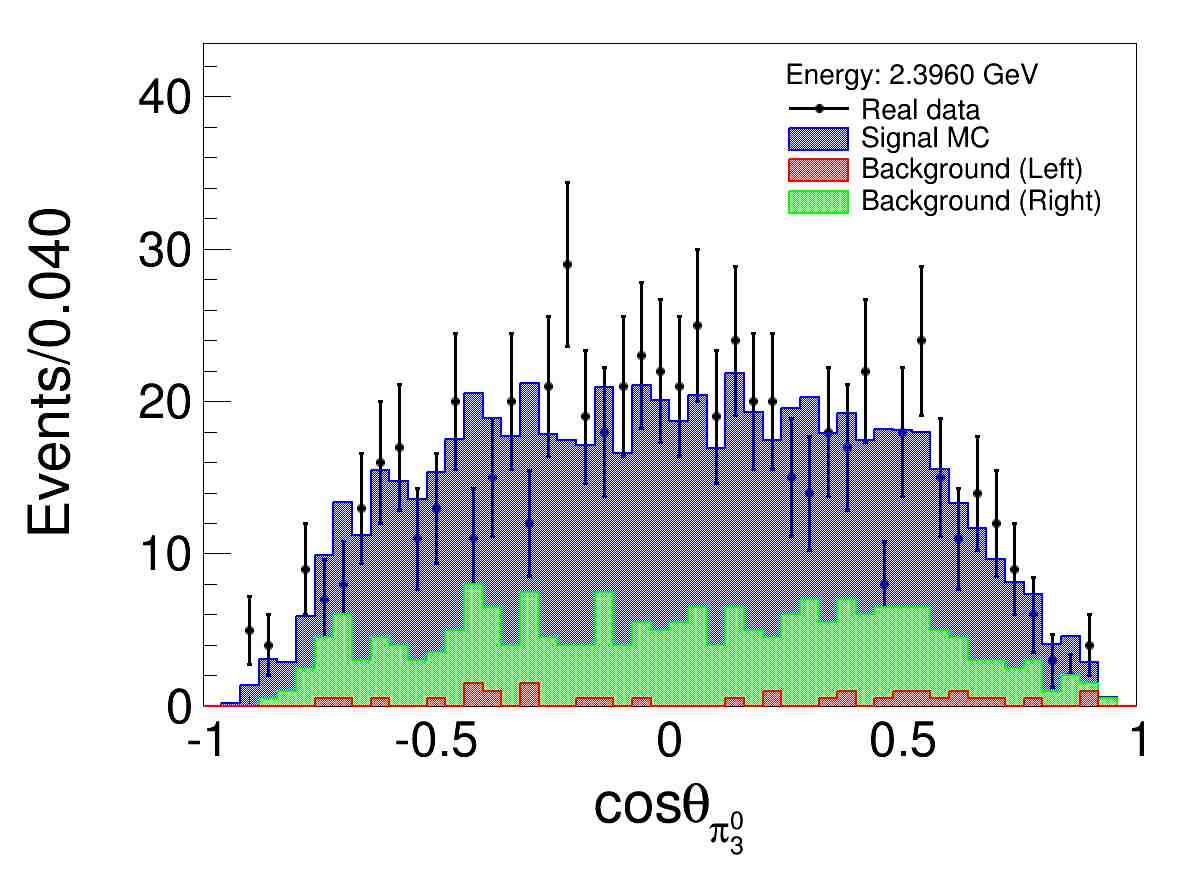 Energy: 2.3960 GeV
Real data
Signal MC
Background (Left)
Background (Right)
Events/0.040
40
30
20
10
0
-1 -0.5 0 0.5 1
cosθπ⁰₃